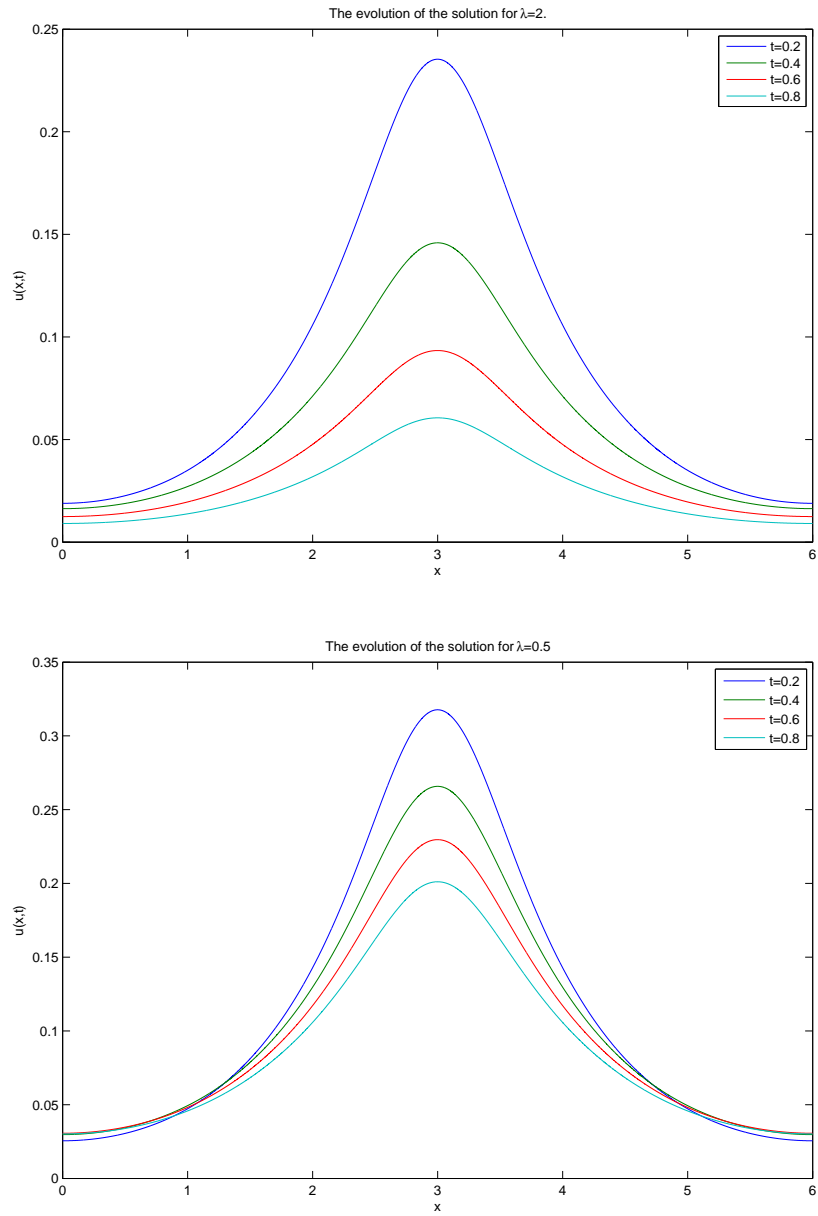 The evolution of the solution for λ=2.
0.25
0.2
0.15
0.1
0.05
0
u(x,t)
0 1 2 3 4 5 6
x
t=0.2
t=0.4
t=0.6
t=0.8
The evolution of the solution for λ=0.5
0.35
0.3
0.25
0.2
0.15
0.1
0.05
0
u(x,t)
0 1 2 3 4 5 6
x
t=0.2
t=0.4
t=0.6
t=0.8